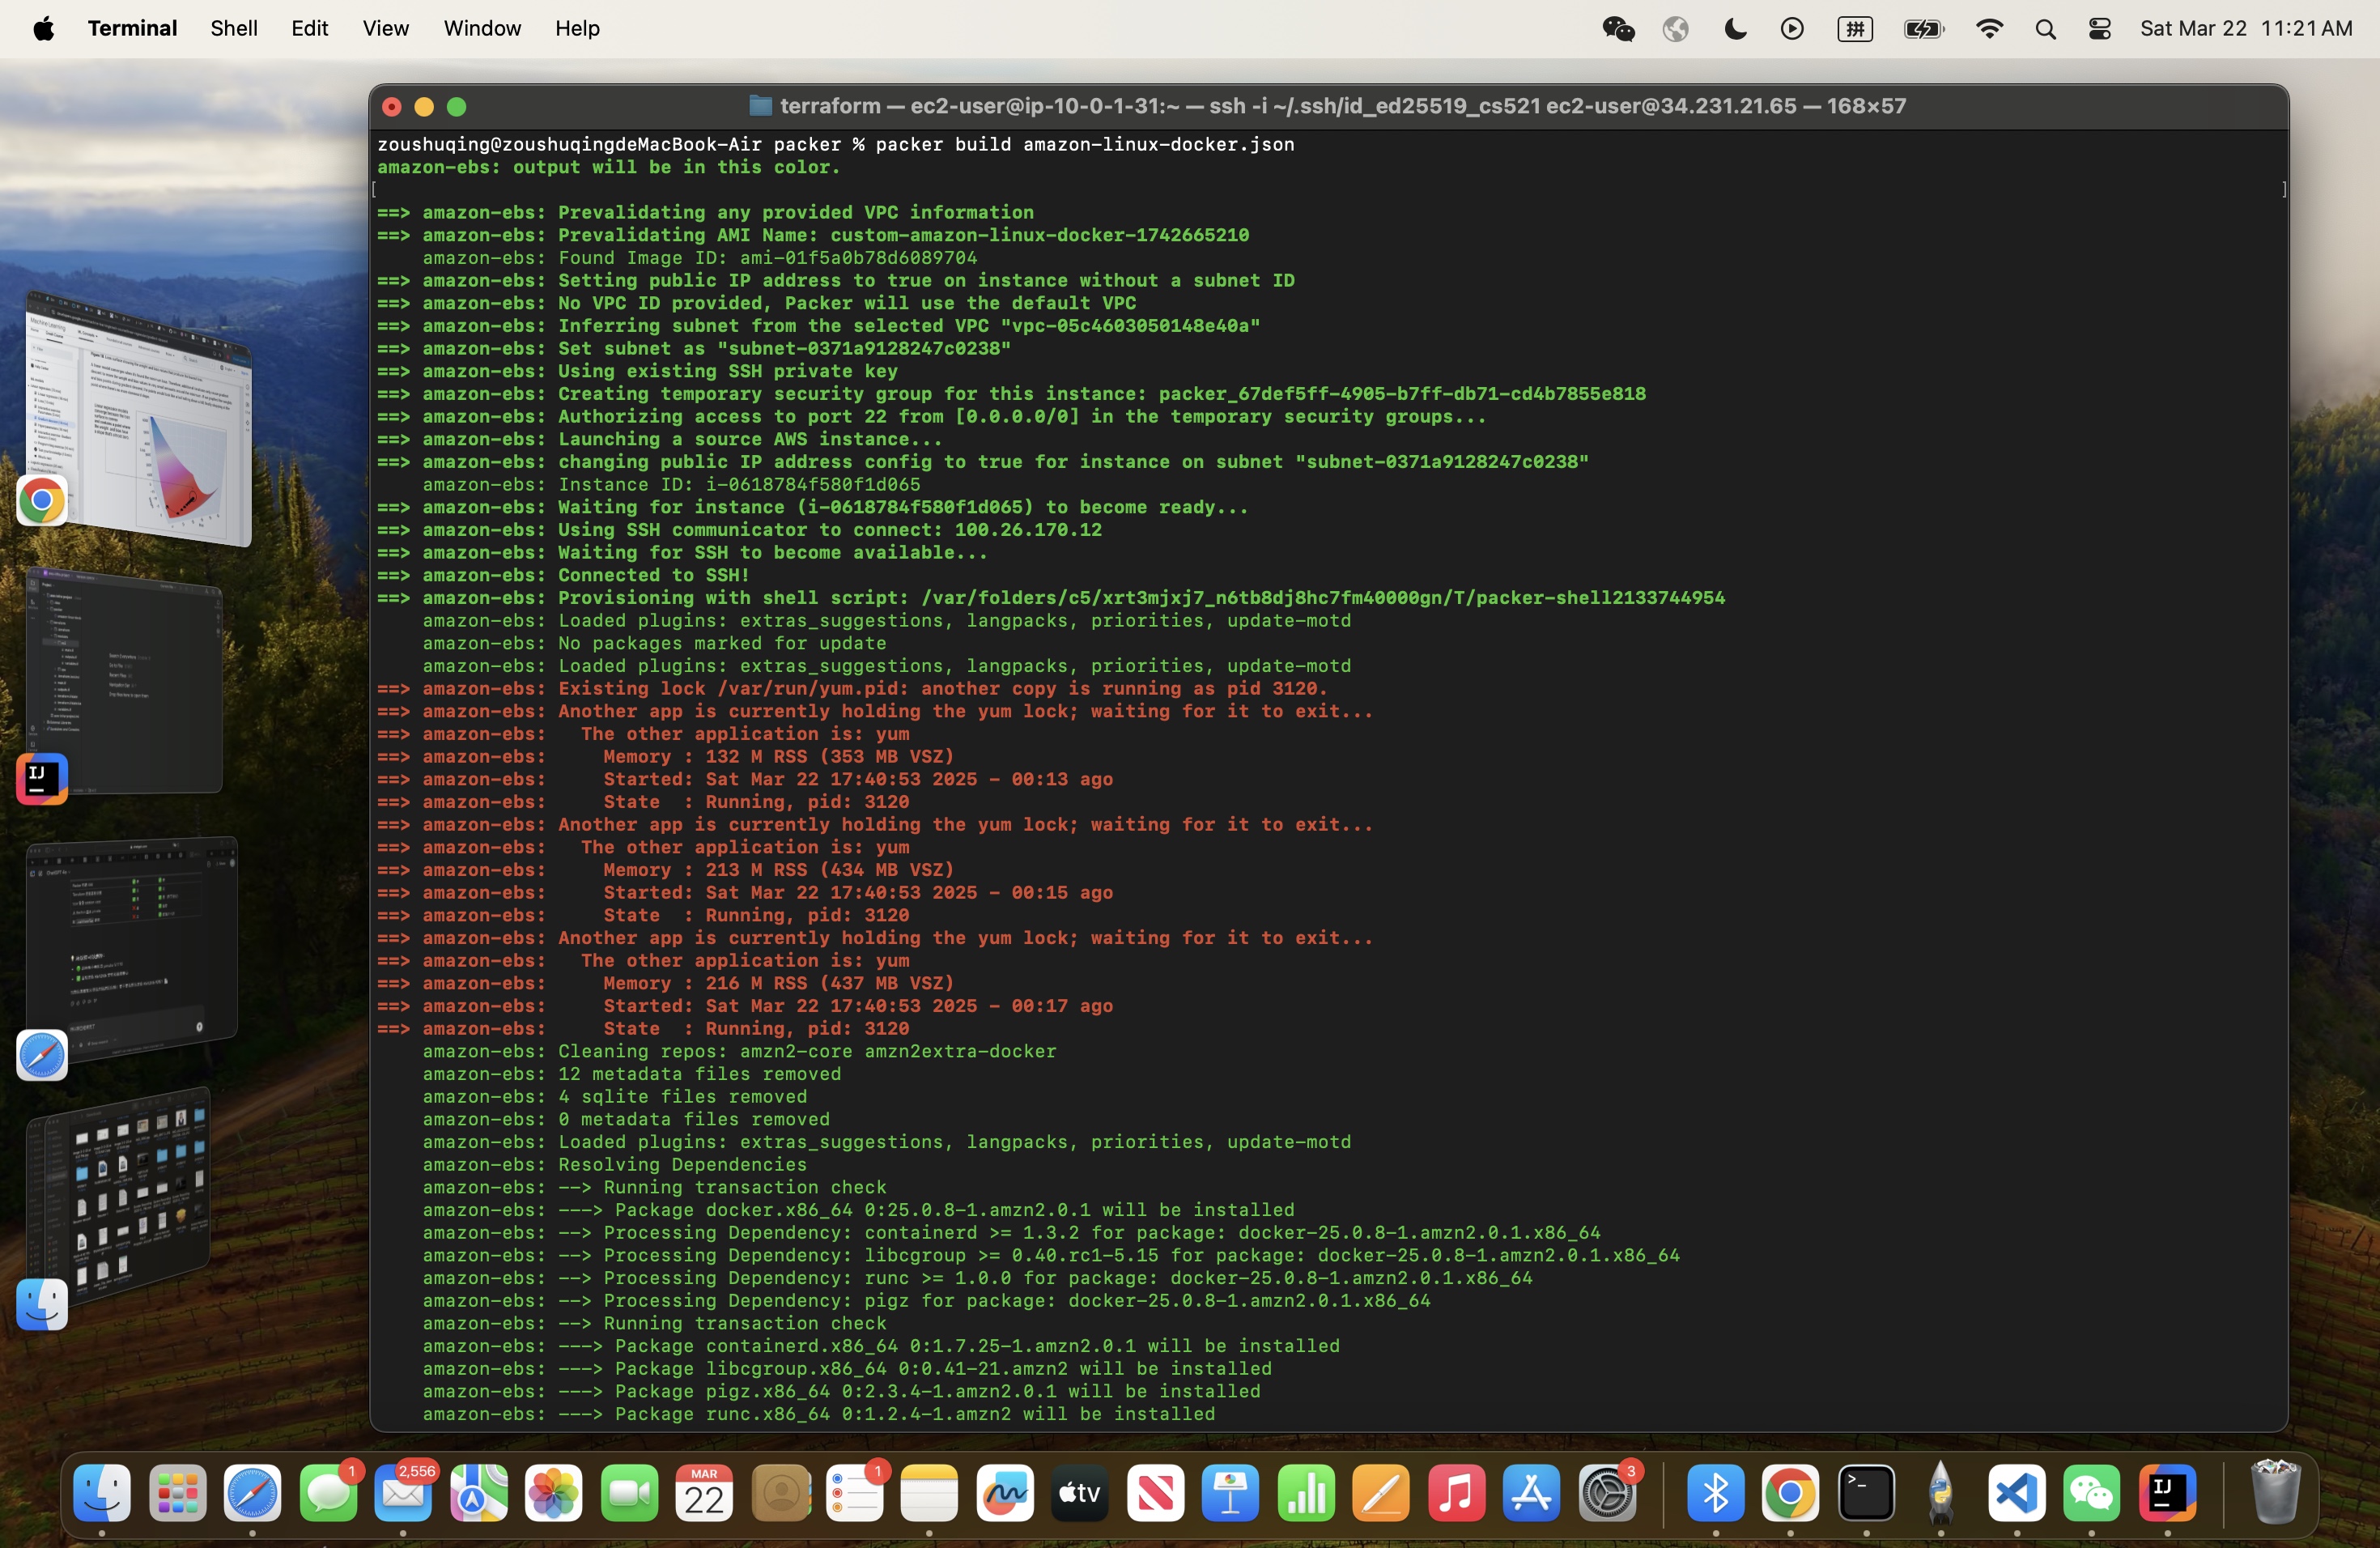 Terminal Shell Edit View Window Help
拼
Sat Mar 22 11:21 AM
terraform — ec2-user@ip-10-0-1-31:~ — ssh -i ~/.ssh/id_ed25519_cs521 ec2-user@34.231.21.65 — 168×57
zoushuqing@zoushuqingdeMacBook-Air packer % packer build amazon-linux-docker.json
amazon-ebs: output will be in this color.
[ ]
==> amazon-ebs: Prevalidating any provided VPC information
==> amazon-ebs: Prevalidating AMI Name: custom-amazon-linux-docker-1742665210
amazon-ebs: Found Image ID: ami-01f5a0b78d6089704
==> amazon-ebs: Setting public IP address to true on instance without a subnet ID
==> amazon-ebs: No VPC ID provided, Packer will use the default VPC
==> amazon-ebs: Inferring subnet from the selected VPC "vpc-05c4603050148e40a"
==> amazon-ebs: Set subnet as "subnet-0371a9128247c0238"
==> amazon-ebs: Using existing SSH private key
==> amazon-ebs: Creating temporary security group for this instance: packer_67def5ff-4905-b7ff-db71-cd4b7855e818
==> amazon-ebs: Authorizing access to port 22 from [0.0.0.0/0] in the temporary security groups...
==> amazon-ebs: Launching a source AWS instance...
==> amazon-ebs: changing public IP address config to true for instance on subnet "subnet-0371a9128247c0238"
amazon-ebs: Instance ID: i-0618784f580f1d065
==> amazon-ebs: Waiting for instance (i-0618784f580f1d065) to become ready...
==> amazon-ebs: Using SSH communicator to connect: 100.26.170.12
==> amazon-ebs: Waiting for SSH to become available...
==> amazon-ebs: Connected to SSH!
==> amazon-ebs: Provisioning with shell script: /var/folders/c5/xrt3mjxj7_n6tb8dj8hc7fm40000gn/T/packer-shell2133744954
amazon-ebs: Loaded plugins: extras_suggestions, langpacks, priorities, update-motd
amazon-ebs: No packages marked for update
amazon-ebs: Loaded plugins: extras_suggestions, langpacks, priorities, update-motd
==> amazon-ebs: Existing lock /var/run/yum.pid: another copy is running as pid 3120.
==> amazon-ebs: Another app is currently holding the yum lock; waiting for it to exit...
==> amazon-ebs: The other application is: yum
==> amazon-ebs: Memory : 132 M RSS (353 MB VSZ)
==> amazon-ebs: Started: Sat Mar 22 17:40:53 2025 - 00:13 ago
==> amazon-ebs: State : Running, pid: 3120
==> amazon-ebs: Another app is currently holding the yum lock; waiting for it to exit...
==> amazon-ebs: The other application is: yum
==> amazon-ebs: Memory : 213 M RSS (434 MB VSZ)
==> amazon-ebs: Started: Sat Mar 22 17:40:53 2025 - 00:15 ago
==> amazon-ebs: State : Running, pid: 3120
==> amazon-ebs: Another app is currently holding the yum lock; waiting for it to exit...
==> amazon-ebs: The other application is: yum
==> amazon-ebs: Memory : 216 M RSS (437 MB VSZ)
==> amazon-ebs: Started: Sat Mar 22 17:40:53 2025 - 00:17 ago
==> amazon-ebs: State : Running, pid: 3120
amazon-ebs: Cleaning repos: amzn2-core amzn2extra-docker
amazon-ebs: 12 metadata files removed
amazon-ebs: 4 sqlite files removed
amazon-ebs: 0 metadata files removed
amazon-ebs: Loaded plugins: extras_suggestions, langpacks, priorities, update-motd
amazon-ebs: Resolving Dependencies
amazon-ebs: --> Running transaction check
amazon-ebs: ---> Package docker.x86_64 0:25.0.8-1.amzn2.0.1 will be installed
amazon-ebs: --> Processing Dependency: containerd >= 1.3.2 for package: docker-25.0.8-1.amzn2.0.1.x86_64
amazon-ebs: --> Processing Dependency: libcgroup >= 0.40.rc1-5.15 for package: docker-25.0.8-1.amzn2.0.1.x86_64
amazon-ebs: --> Processing Dependency: runc >= 1.0.0 for package: docker-25.0.8-1.amzn2.0.1.x86_64
amazon-ebs: --> Processing Dependency: pigz for package: docker-25.0.8-1.amzn2.0.1.x86_64
amazon-ebs: --> Running transaction check
amazon-ebs: ---> Package containerd.x86_64 0:1.7.25-1.amzn2.0.1 will be installed
amazon-ebs: ---> Package libcgroup.x86_64 0:0.41-21.amzn2 will be installed
amazon-ebs: ---> Package pigz.x86_64 0:2.3.4-1.amzn2.0.1 will be installed
amazon-ebs: ---> Package runc.x86_64 0:1.2.4-1.amzn2 will be installed
IJ
1
2,556
MAR
22
1
tv
3
>_
IJ